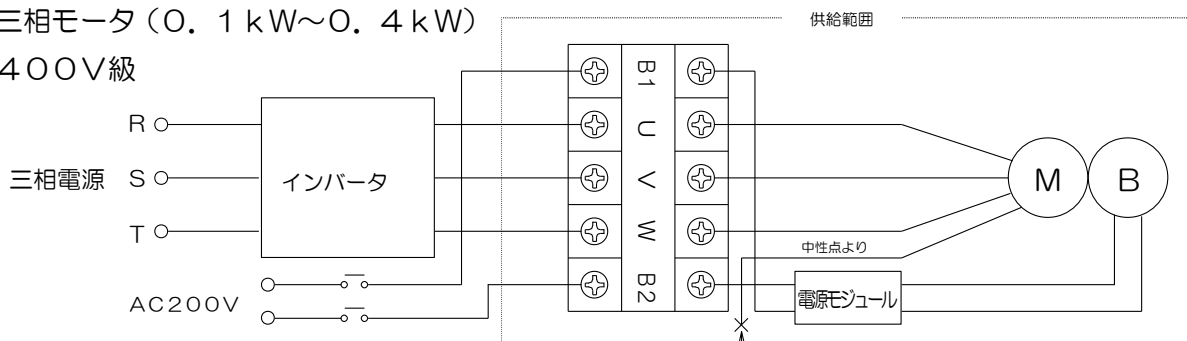 三相モータ(0.1kW～0.4kW)
供給範囲
400V級
B1
R
U
三相電源
S
インバータ
V
M
B
T
W
中性点より
AC200V
B2
電源モジュール